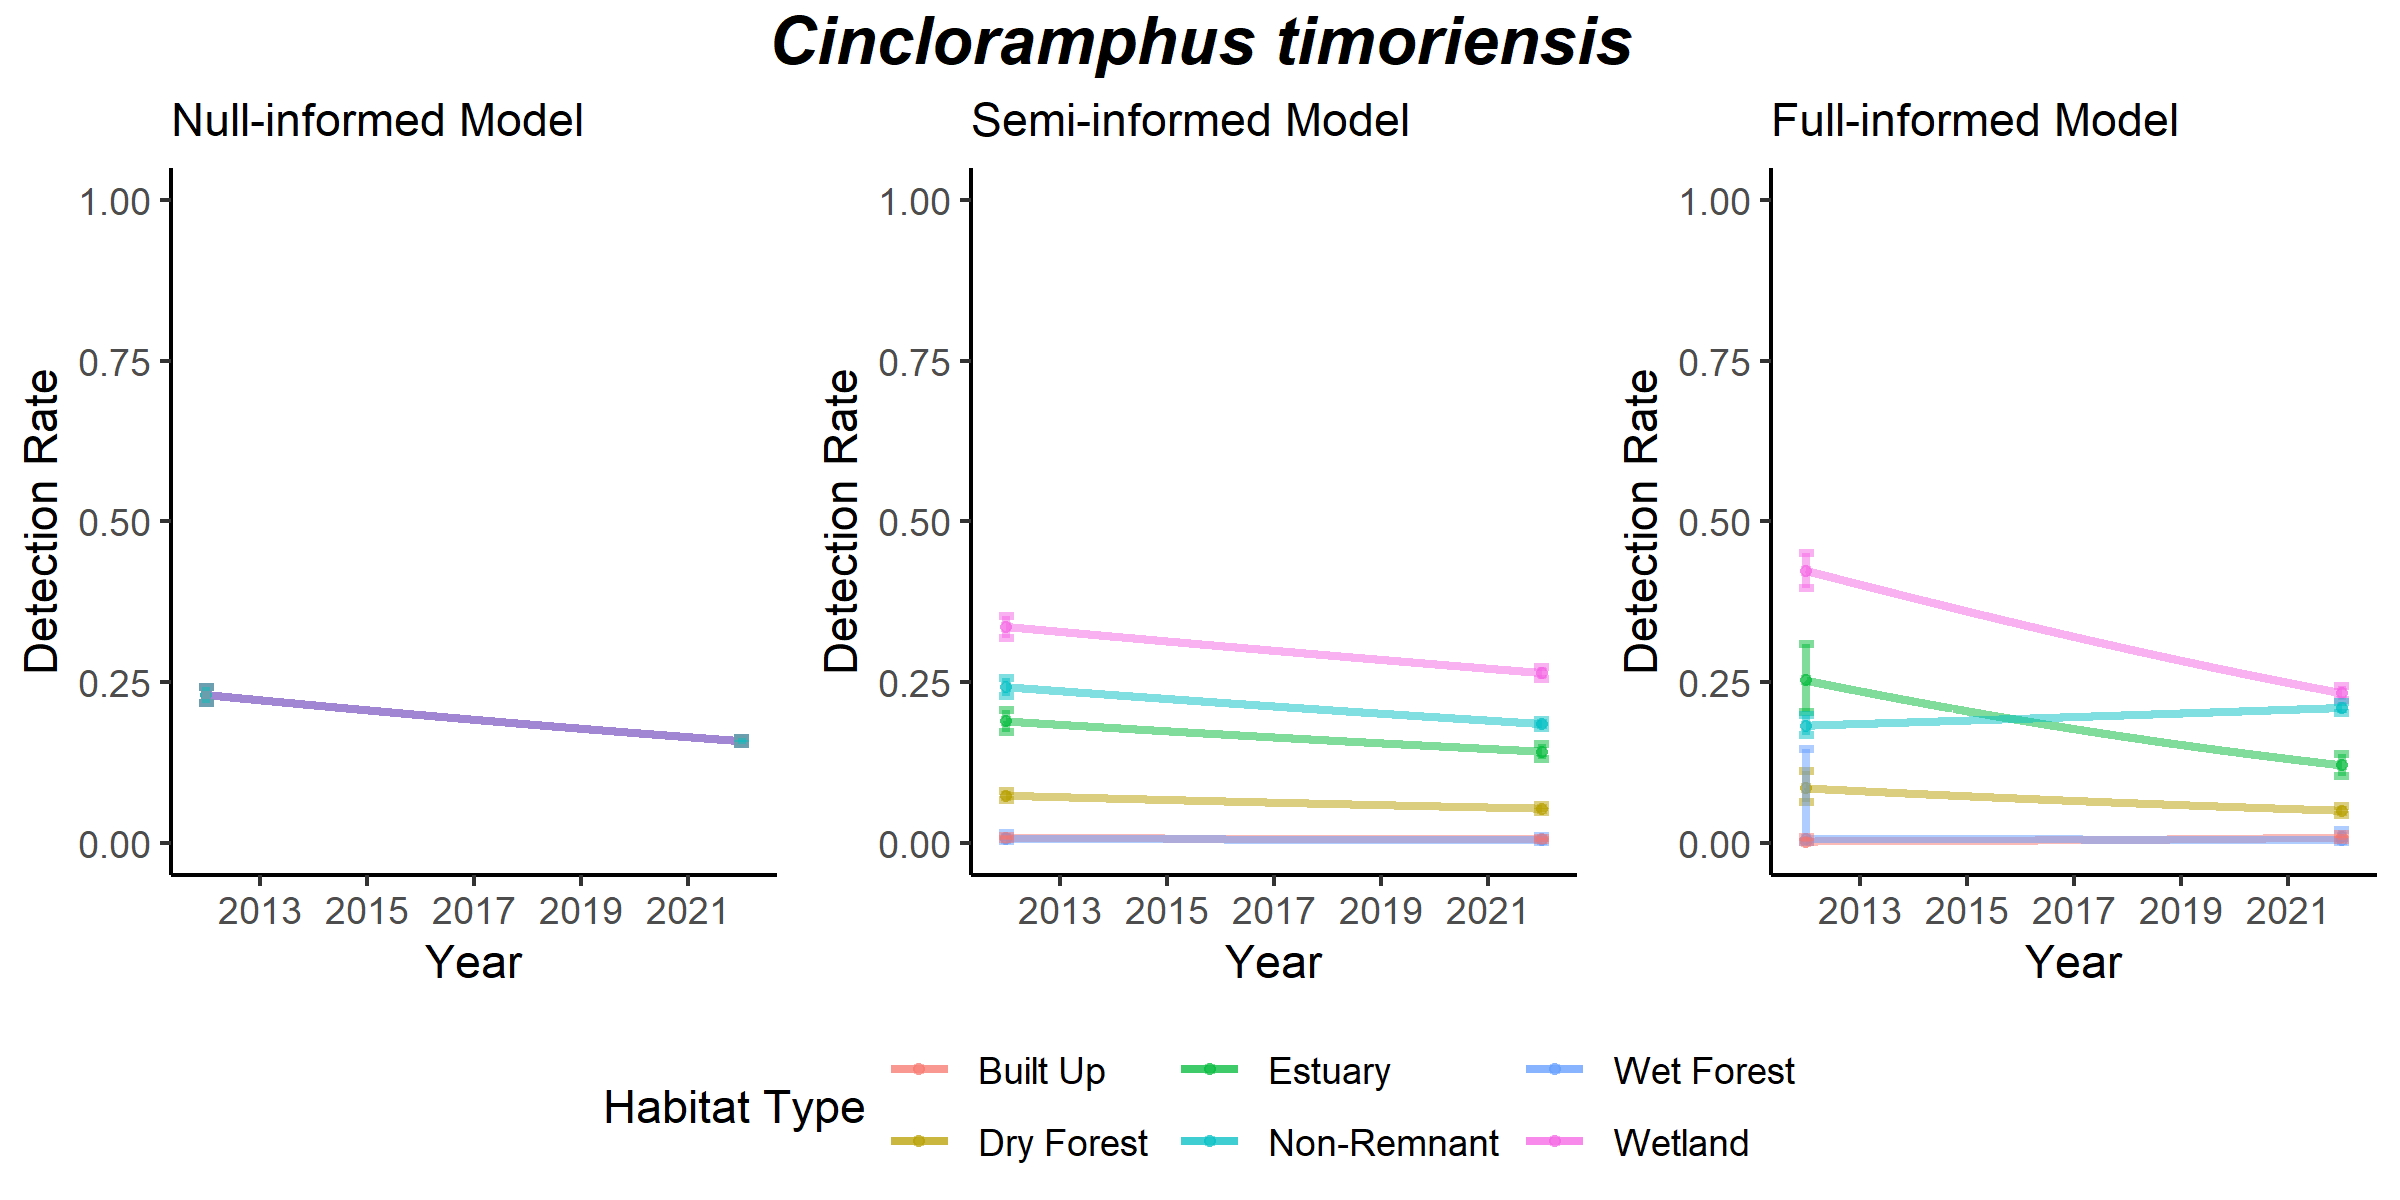 Cincloramphus timoriensis
Null-informed Model
Semi-informed Model
Full-informed Model
Detection Rate
1.00
0.75
0.50
0.25
0.00
2013 2015 2017 2019 2021
Year
Detection Rate
1.00
0.75
0.50
0.25
0.00
2013 2015 2017 2019 2021
Year
Detection Rate
1.00
0.75
0.50
0.25
0.00
2013 2015 2017 2019 2021
Year
Habitat Type
Built Up
Estuary
Wet Forest
Dry Forest
Non-Remnant
Wetland